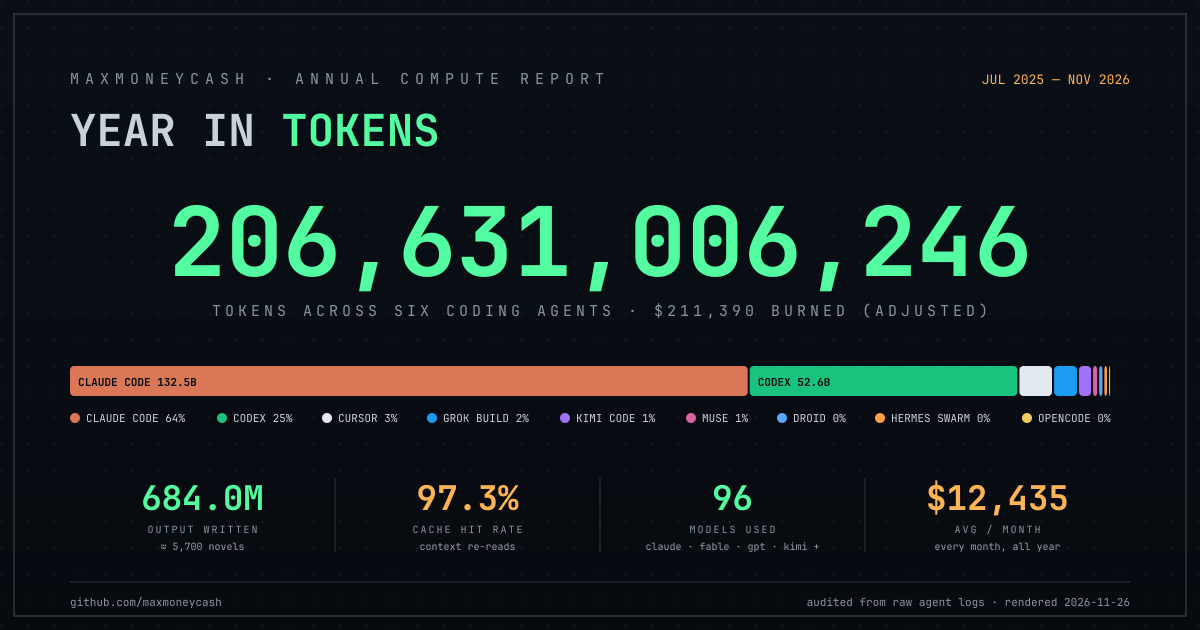 MAXMONEYCASH · ANNUAL COMPUTE REPORT
JUL 2025 — NOV 2026
YEAR IN TOKENS
206,631,006,246
TOKENS ACROSS SIX CODING AGENTS · $211,390 BURNED (ADJUSTED)
CLAUDE CODE 132.5B CODEX 52.6B
CLAUDE CODE 64% CODEX 25% CURSOR 3% GROK BUILD 2% KIMI CODE 1% MUSE 1% DROID 0% HERMES SWARM 0% OPENCODE 0%
684.0M 97.3% 96 $12,435
OUTPUT WRITTEN CACHE HIT RATE MODELS USED AVG / MONTH
≈ 5,700 novels context re-reads claude · fable · gpt · kimi + every month, all year
github.com/maxmoneycash audited from raw agent logs · rendered 2026-11-26